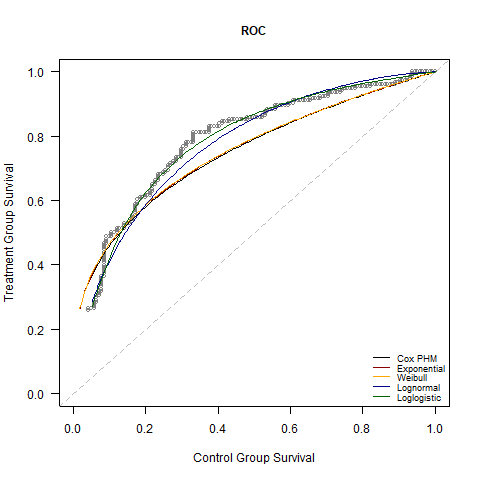 ROC
Treatment Group Survival
1.0
0.8
0.6
0.4
0.2
0.0
Cox PHM
Exponential
Weibull
Lognormal
Loglogistic
0.0 0.2 0.4 0.6 0.8 1.0
Control Group Survival